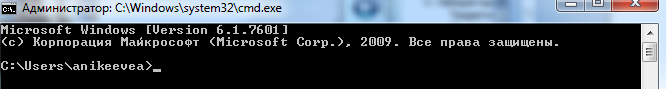 Администратор: C:\Windows\system32\cmd.exe
Microsoft Windows [Version 6.1.7601]
(c) Корпорация Майкрософт (Microsoft Corp.), 2009. Все права защищены.
C:\Users\anikeevea>_